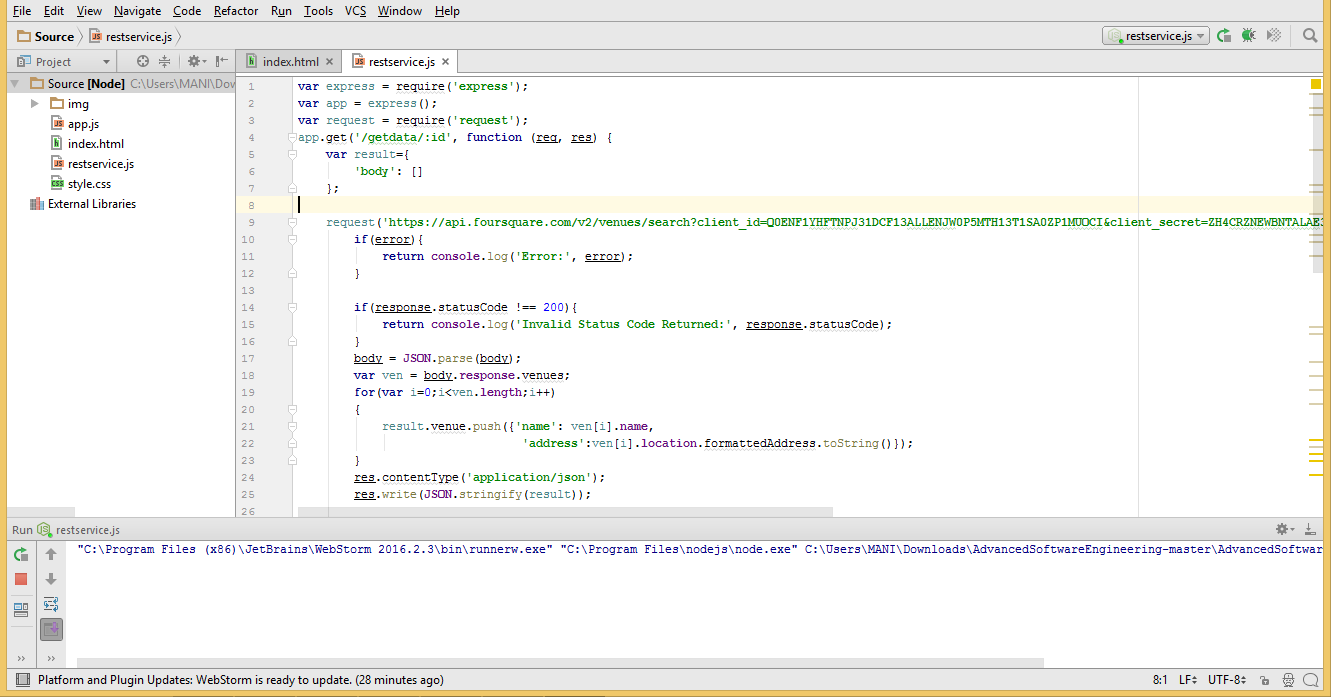 File Edit View Navigate Code Refactor Run Tools VCS Window Help
Source restservice.js restservice.js
Project index.html restservice.js
Source [Node] C:\Users\MANI\Dow
img
app.js
index.html
restservice.js
style.css
External Libraries
1 var express = require('express');
2 var app = express();
3 var request = require('request');
4 app.get('/getdata/:id', function (req, res) {
5 var result={
6 'body': []
7 };
8
9 request('https://api.foursquare.com/v2/venues/search?client_id=Q0ENF1YHFTNPJ31DCF13ALLENJW0P5MTH13T1SA0ZP1MUOCI&client_secret=ZH4CRZNEWBNTALAE3
10 if(error){
11 return console.log('Error:', error);
12 }
13
14 if(response.statusCode !== 200){
15 return console.log('Invalid Status Code Returned:', response.statusCode);
16 }
17 body = JSON.parse(body);
18 var ven = body.response.venues;
19 for(var i=0;i<ven.length;i++)
20 {
21 result.venue.push({'name': ven[i].name,
22 'address':ven[i].location.formattedAddress.toString()});
23 }
24 res.contentType('application/json');
25 res.write(JSON.stringify(result));
26
Run restservice.js
"C:\Program Files (x86)\JetBrains\WebStorm 2016.2.3\bin\runnerw.exe" "C:\Program Files\nodejs\node.exe" C:\Users\MANI\Downloads\AdvancedSoftwareEngineering-master\AdvancedSoftwar
Platform and Plugin Updates: WebStorm is ready to update. (28 minutes ago) 8:1 LF UTF-8